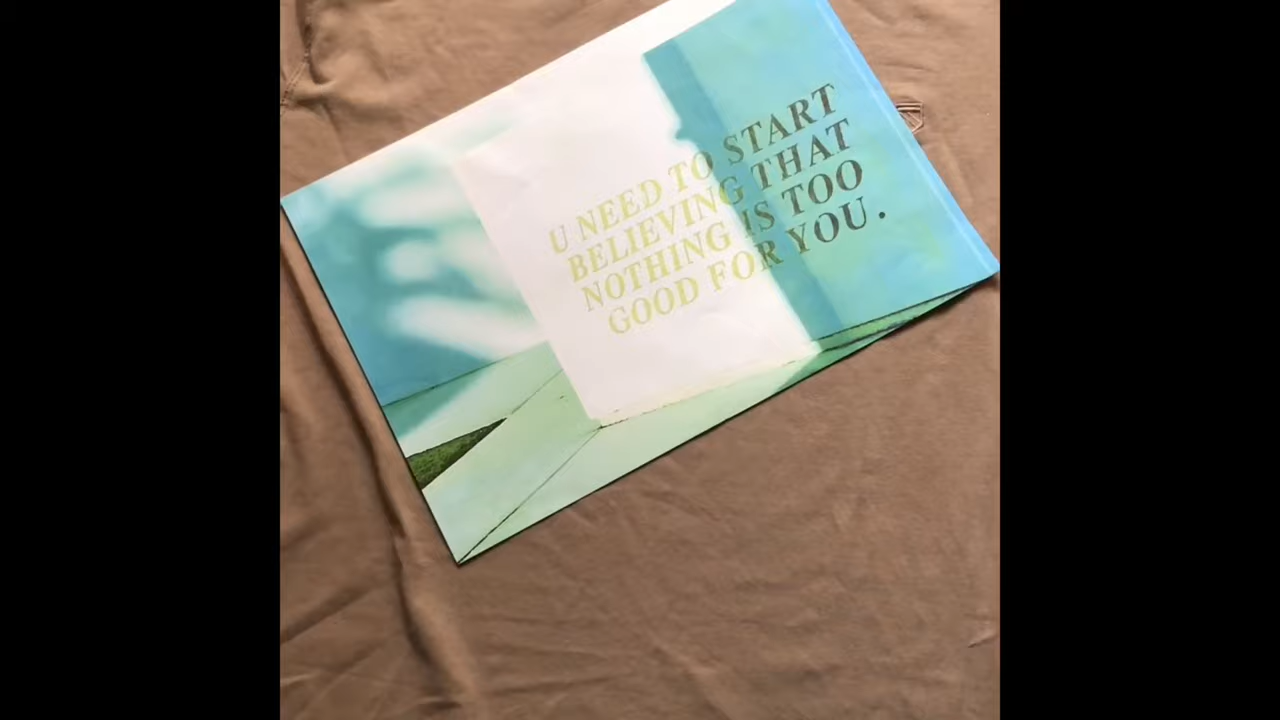 U NEED TO START
BELIEVING THAT
NOTHING IS TOO
GOOD FOR YOU.